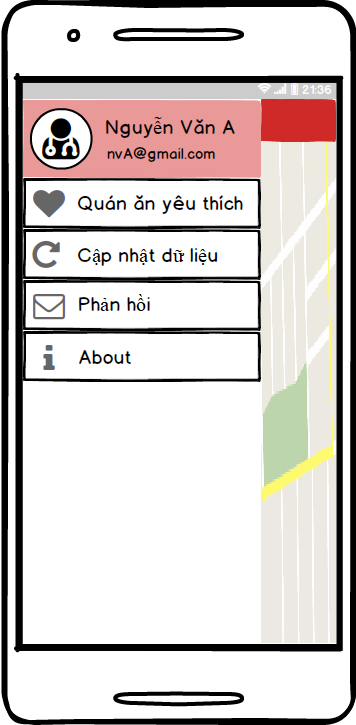 21:36
Nguyễn Văn A
nvA@gmail.com
Quán ăn yêu thích
Cập nhật dữ liệu
Phản hồi
About